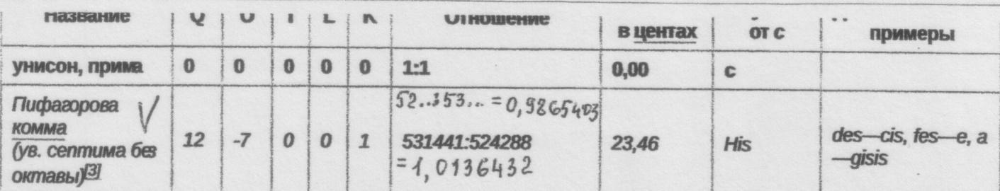 Название Q O T L K Отношение
в центах от с примеры
унисон, прима 0 0 0 0 0 1:1 0,00 с
52..:53... = 0,9865403
Пифагорова
комма
(ув. септима без
октавы)[3]
12 -7 0 0 1 531441:524288 23,46 His des—cis, fes—e, a
—gisis
=1,0136432